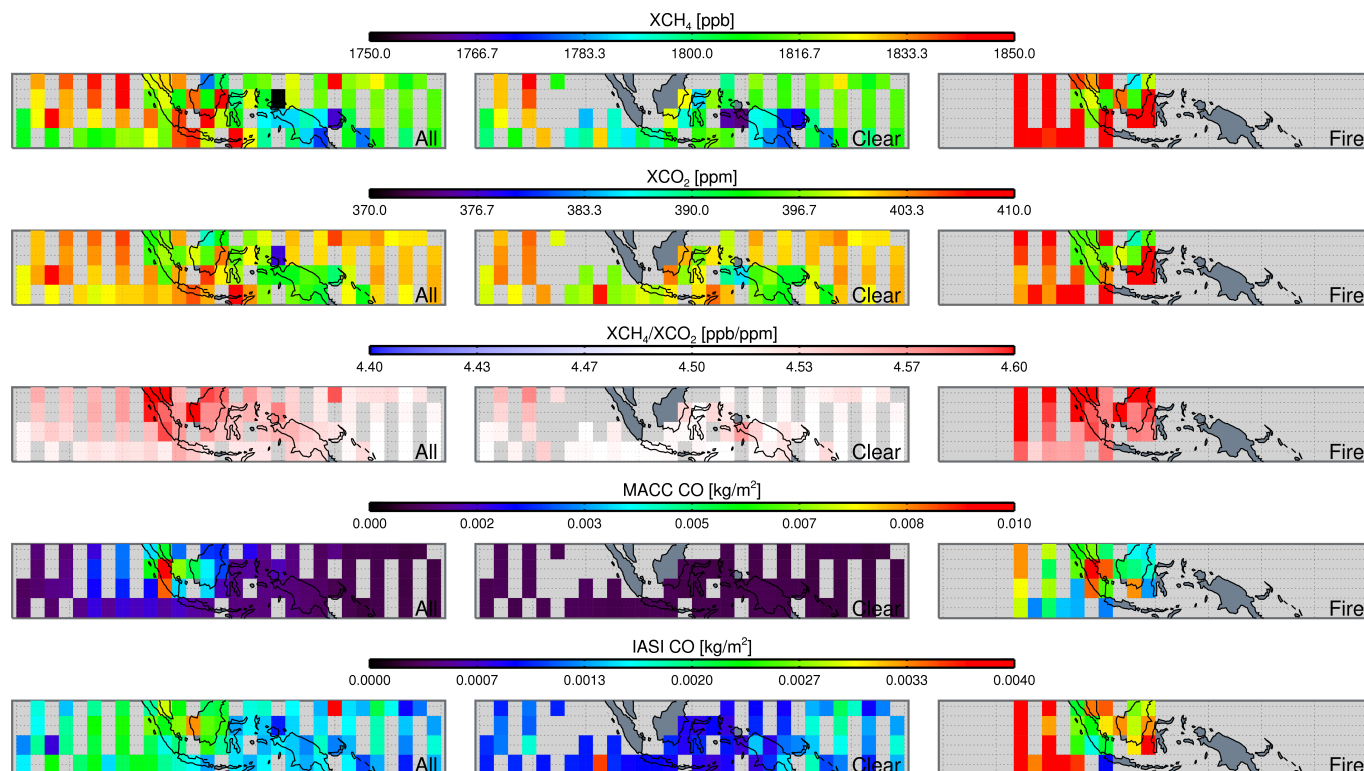 XCH₄ [ppb]
1750.0 1766.7 1783.3 1800.0 1816.7 1833.3 1850.0
All Clear Fire
XCO₂ [ppm]
370.0 376.7 383.3 390.0 396.7 403.3 410.0
All Clear Fire
XCH₄/XCO₂ [ppb/ppm]
4.40 4.43 4.47 4.50 4.53 4.57 4.60
All Clear Fire
MACC CO [kg/m²]
0.000 0.002 0.003 0.005 0.007 0.008 0.010
All Clear Fire
IASI CO [kg/m²]
0.0000 0.0007 0.0013 0.0020 0.0027 0.0033 0.0040
All Clear Fire